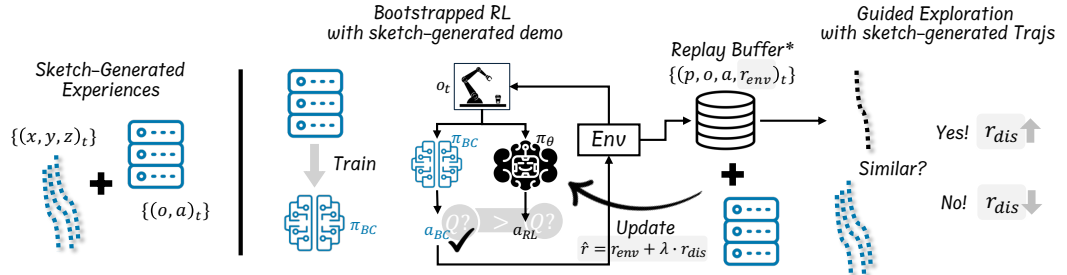 Sketch-Generated
Experiences
{(x, y, z)_t}
{(o, a)_t}
Bootstrapped RL
with sketch-generated demo
Train
π_BC
o_t
π_BC
π_θ
Q? > Q?
a_BC
a_RL
Env
Update
r̂ = r_env + λ · r_dis
Replay Buffer*
{(p, o, a, r_env)_t}
Guided Exploration
with sketch-generated Trajs
Similar?
Yes! r_dis
No! r_dis